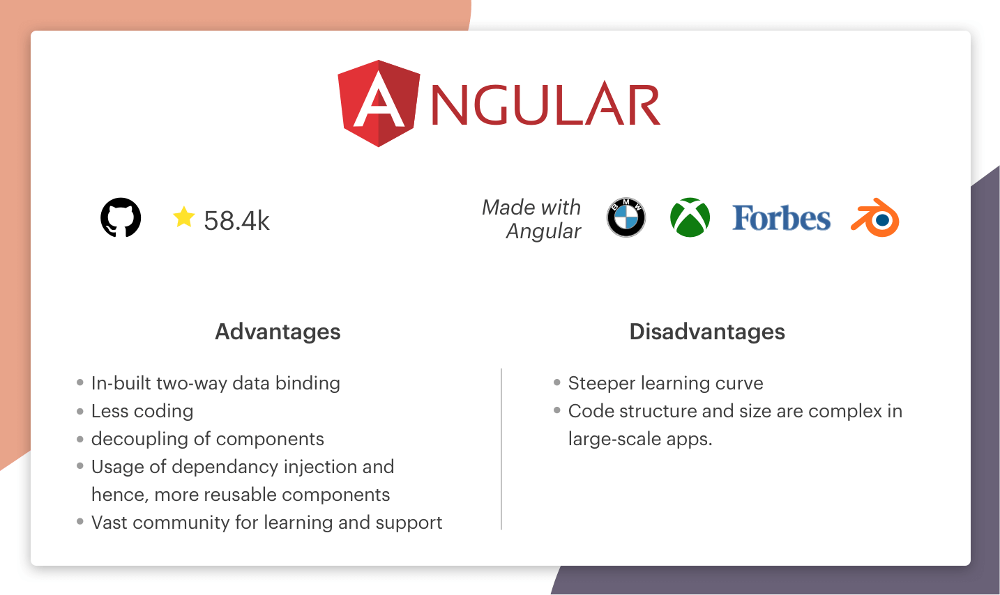 ANGULAR
58.4k
Made with
Angular
BMW
Forbes
Advantages
In-built two-way data binding
Less coding
decoupling of components
Usage of dependancy injection and
hence, more reusable components
Vast community for learning and support
Disadvantages
Steeper learning curve
Code structure and size are complex in
large-scale apps.